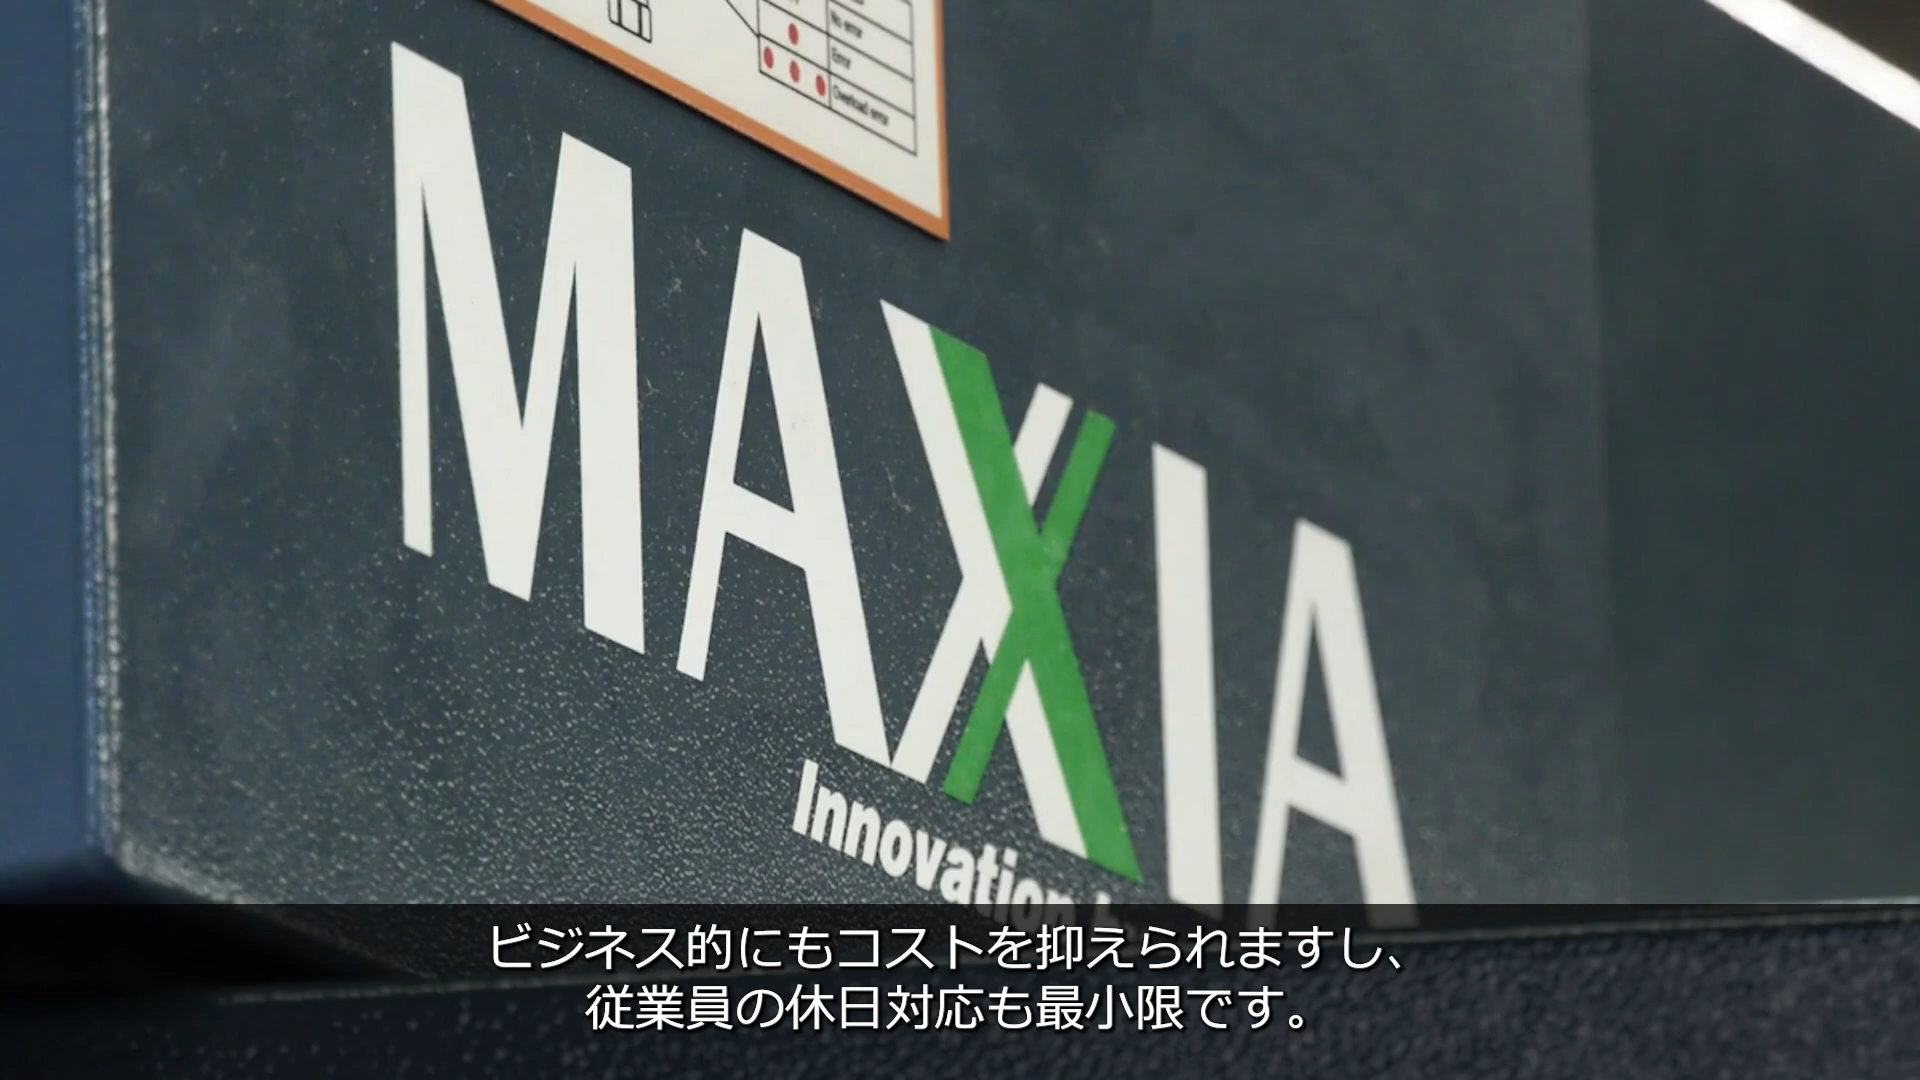 No error
Error
Overload error
MAXIA
Innovation
ビジネス的にもコストを抑えられますし、
従業員の休日対応も最小限です。